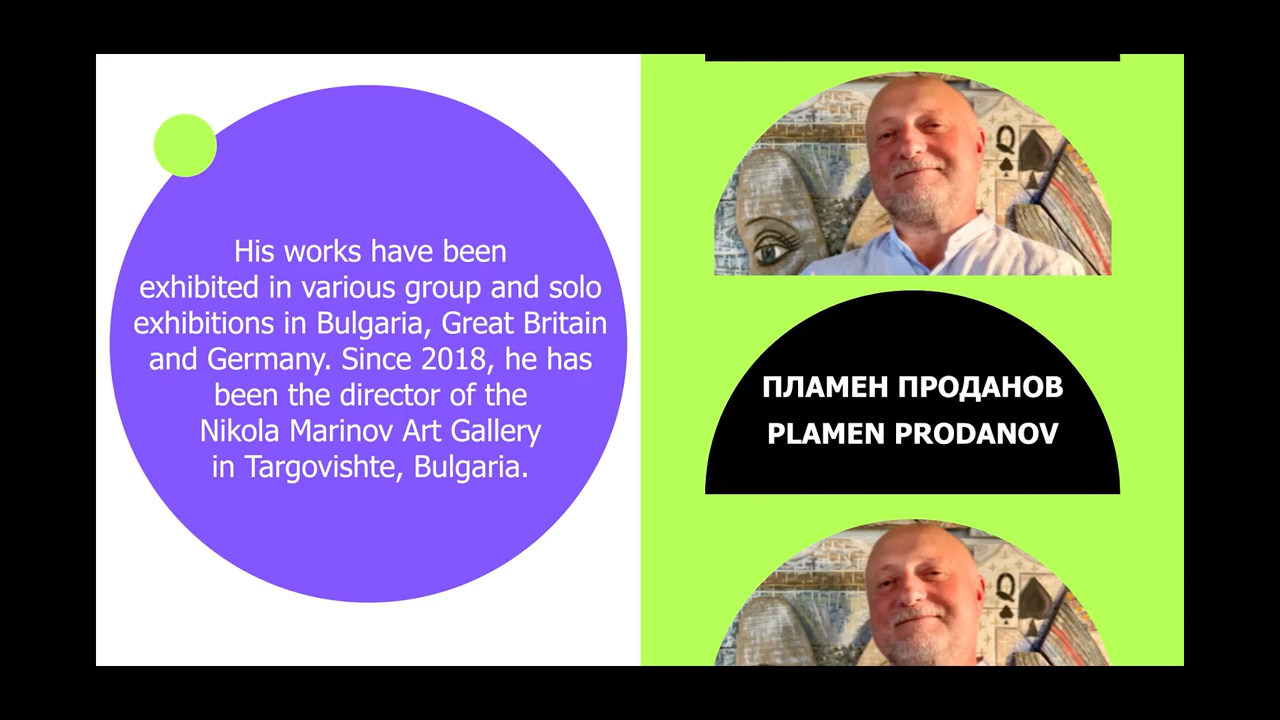 His works have been
exhibited in various group and solo
exhibitions in Bulgaria, Great Britain
and Germany. Since 2018, he has
been the director of the
Nikola Marinov Art Gallery
in Targovishte, Bulgaria.
Q
ПЛАМЕН ПРОДАНОВ
PLAMEN PRODANOV
Q